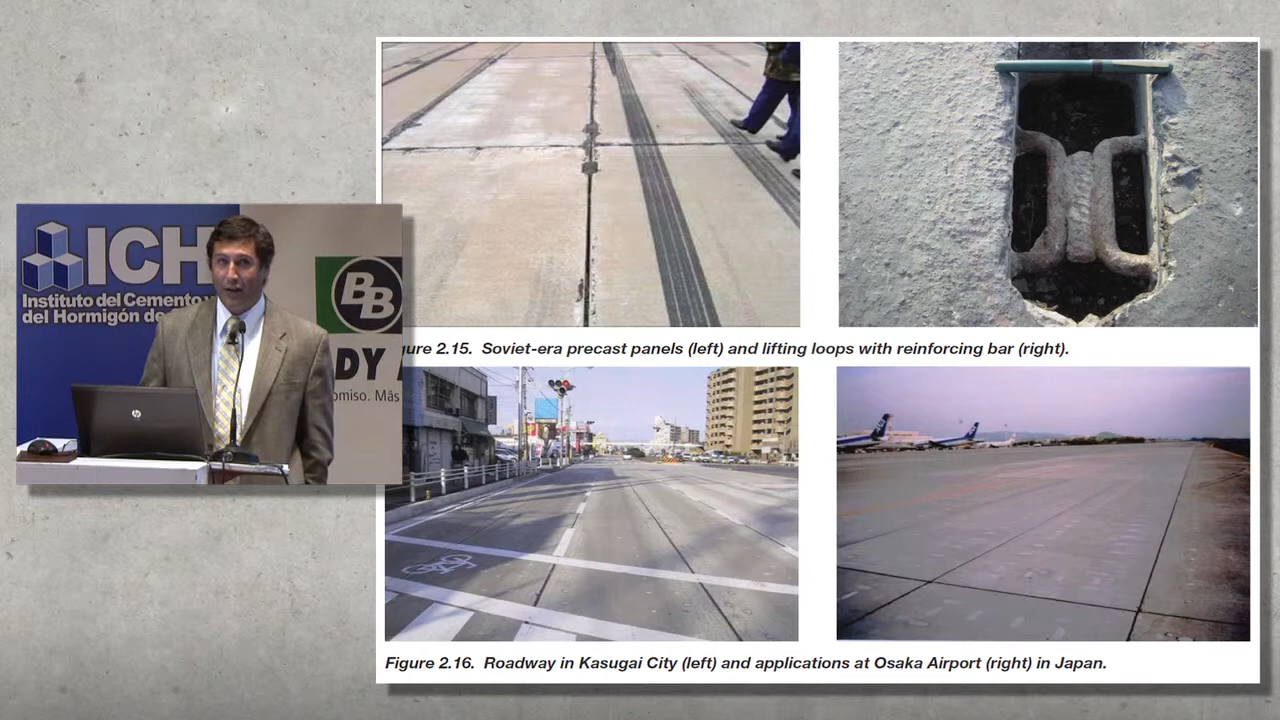 ICH
Instituto del Cemento y
del Hormigón de
BB
DY
omiso. Más
hp
gure 2.15. Soviet-era precast panels (left) and lifting loops with reinforcing bar (right).
Figure 2.16. Roadway in Kasugai City (left) and applications at Osaka Airport (right) in Japan.